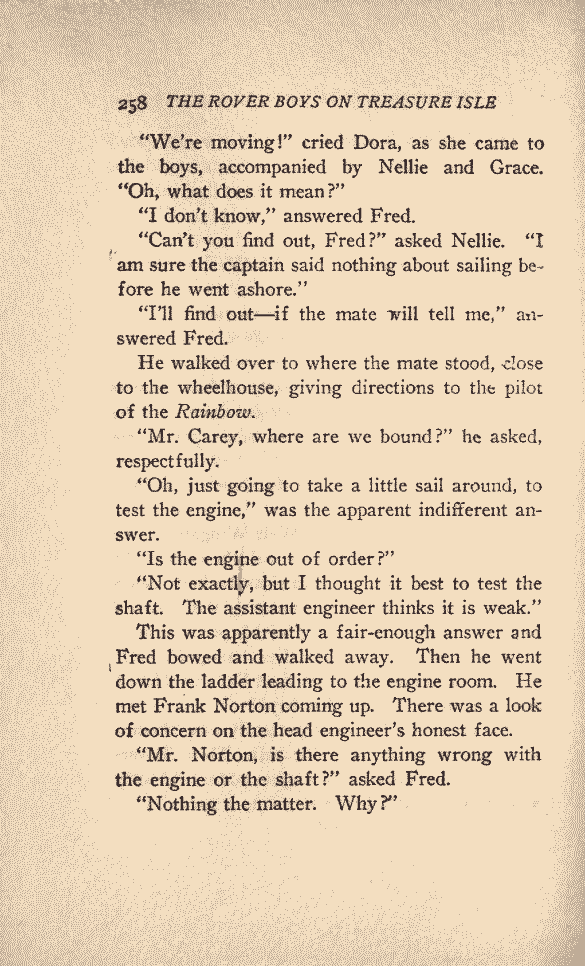 258 THE ROVER BOYS ON TREASURE ISLE
“We’re moving!” cried Dora, as she came to
the boys, accompanied by Nellie and Grace.
“Oh, what does it mean?”
“I don’t know,” answered Fred.
“Can’t you find out, Fred?” asked Nellie. “I
am sure the captain said nothing about sailing be-
fore he went ashore.”
“I’ll find out—if the mate will tell me,” an-
swered Fred.
He walked over to where the mate stood, close
to the wheelhouse, giving directions to the pilot
of the Rainbow.
“Mr. Carey, where are we bound?” he asked,
respectfully.
“Oh, just going to take a little sail around, to
test the engine,” was the apparent indifferent an-
swer.
“Is the engine out of order?”
“Not exactly, but I thought it best to test the
shaft. The assistant engineer thinks it is weak.”
This was apparently a fair-enough answer and
Fred bowed and walked away. Then he went
down the ladder leading to the engine room. He
met Frank Norton coming up. There was a look
of concern on the head engineer’s honest face.
“Mr. Norton, is there anything wrong with
the engine or the shaft?” asked Fred.
“Nothing the matter. Why?”